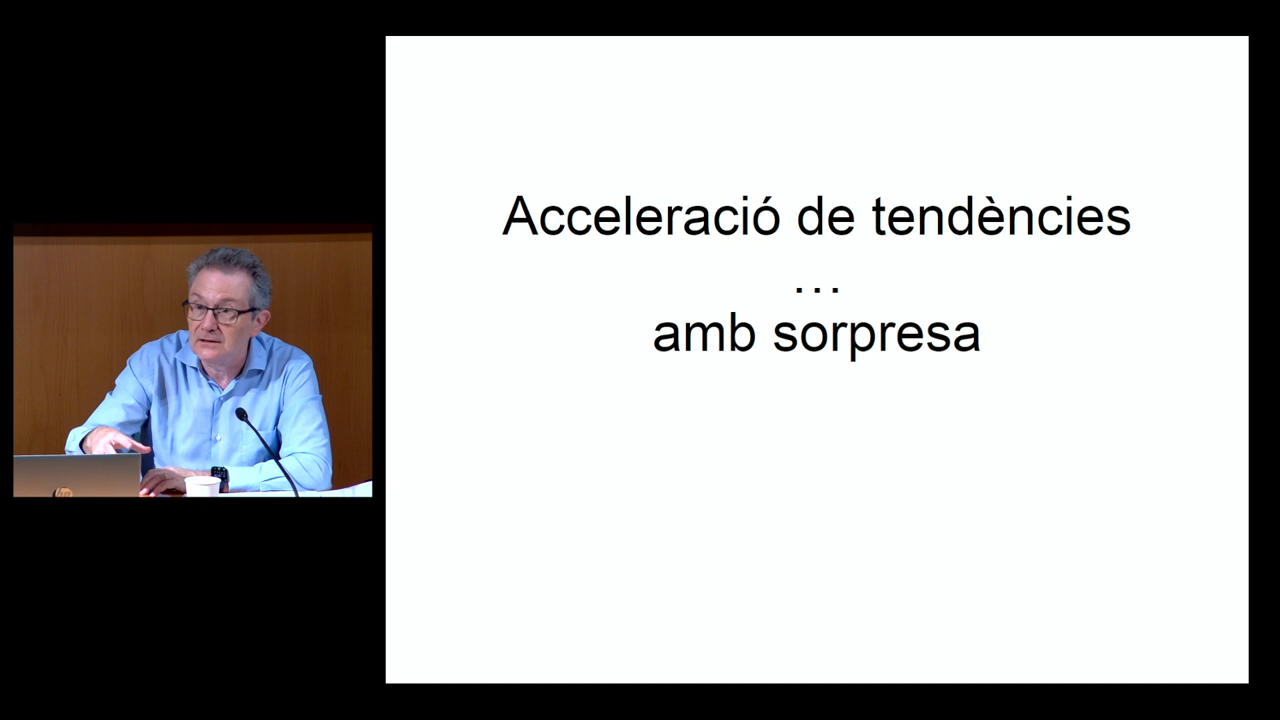 Acceleració de tendències
…
amb sorpresa